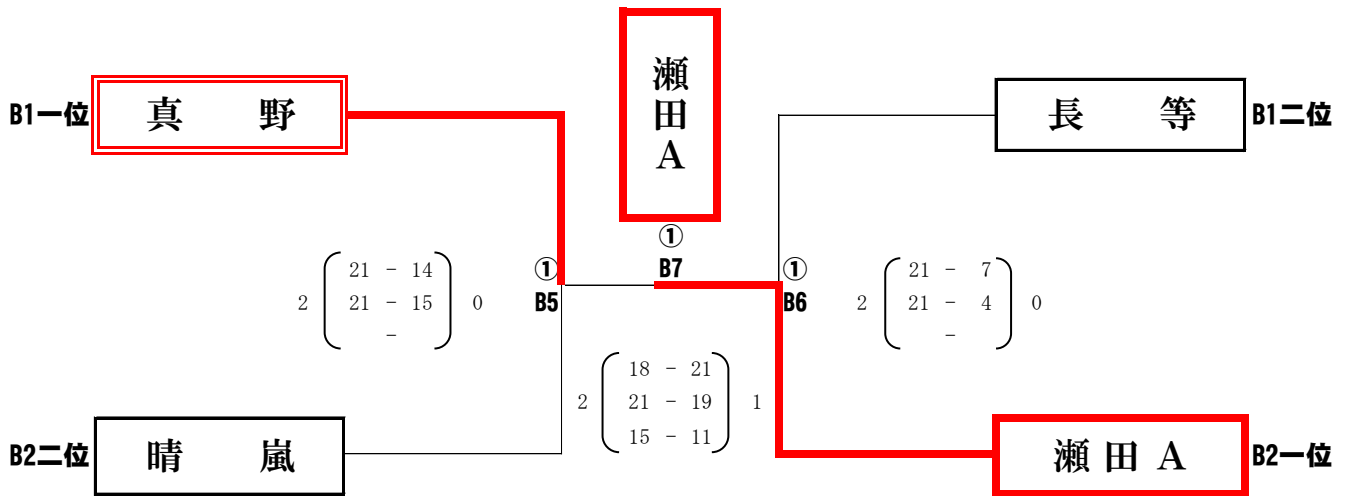 瀬田A
B1一位 真 野
長 等 B1二位
①
B7
2 21 - 14 0
21 - 15
-
①
B5
①
B6
2 21 - 7 0
21 - 4
-
2 18 - 21 1
21 - 19
15 - 11
B2二位 晴 嵐
瀬 田 A B2一位